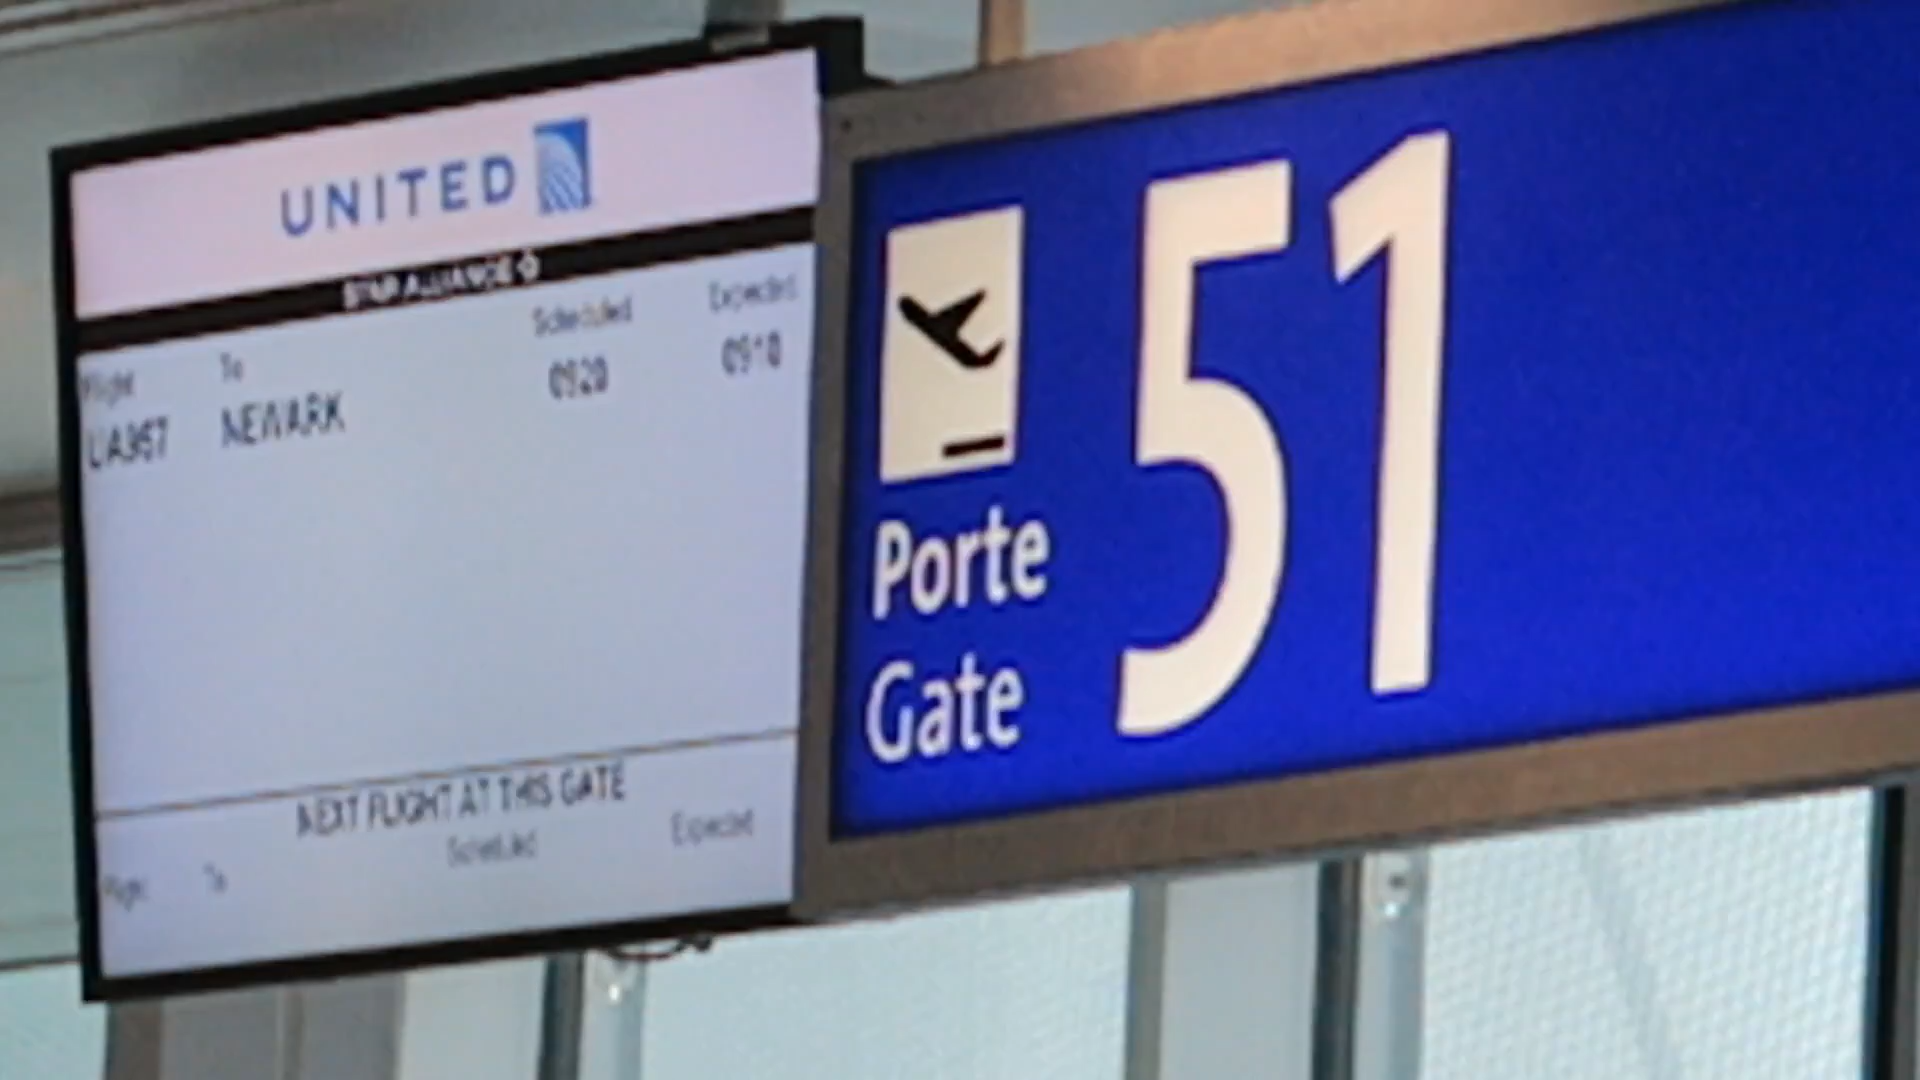 UNITED
STAR ALLIANCE
Flight To Scheduled Expected
UA957 NEWARK 0920 0910
NEXT FLIGHT AT THIS GATE
Flight To Scheduled Expected
51
Porte
Gate